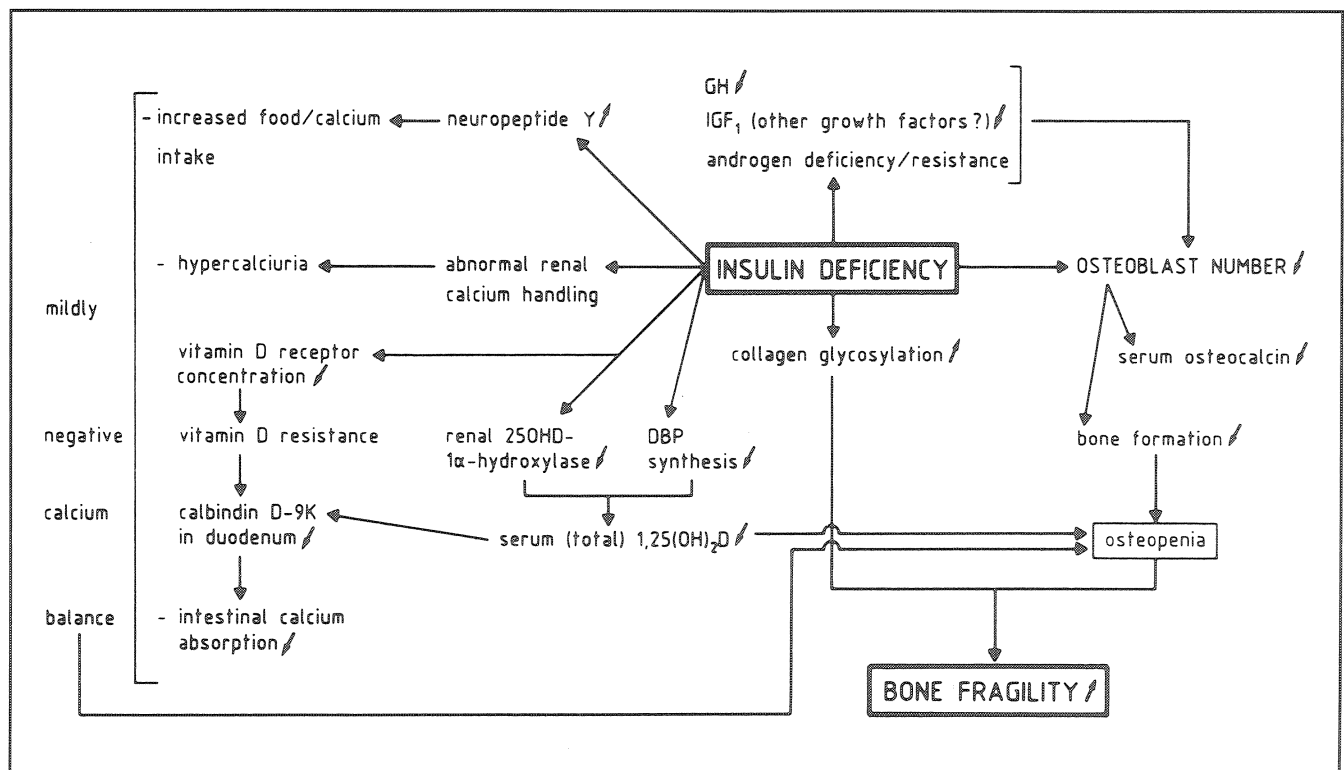 GH
- increased food/calcium
intake
neuropeptide Y
IGF₁ (other growth factors?)
androgen deficiency/resistance
- hypercalciuria
abnormal renal
calcium handling
INSULIN DEFICIENCY
OSTEOBLAST NUMBER
mildly
negative
calcium
balance
vitamin D receptor
concentration
collagen glycosylation
serum osteocalcin
vitamin D resistance
renal 25OHD-
1α-hydroxylase
DBP
synthesis
bone formation
calbindin D-9K
in duodenum
serum (total) 1,25(OH)₂D
osteopenia
- intestinal calcium
absorption
BONE FRAGILITY